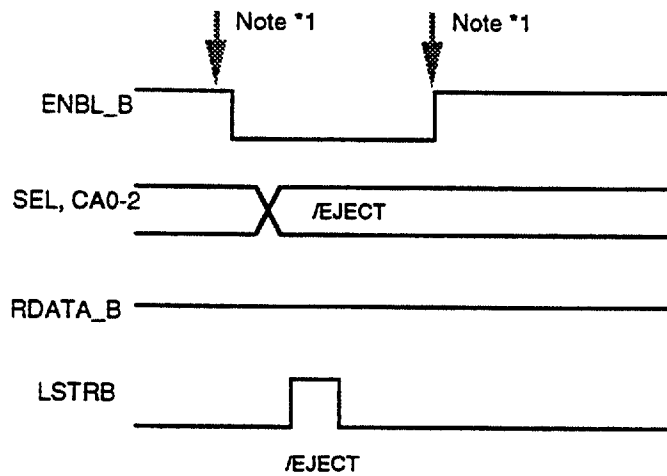 Note *1
Note *1
ENBL_B
SEL, CA0-2
/EJECT
RDATA_B
LSTRB
/EJECT